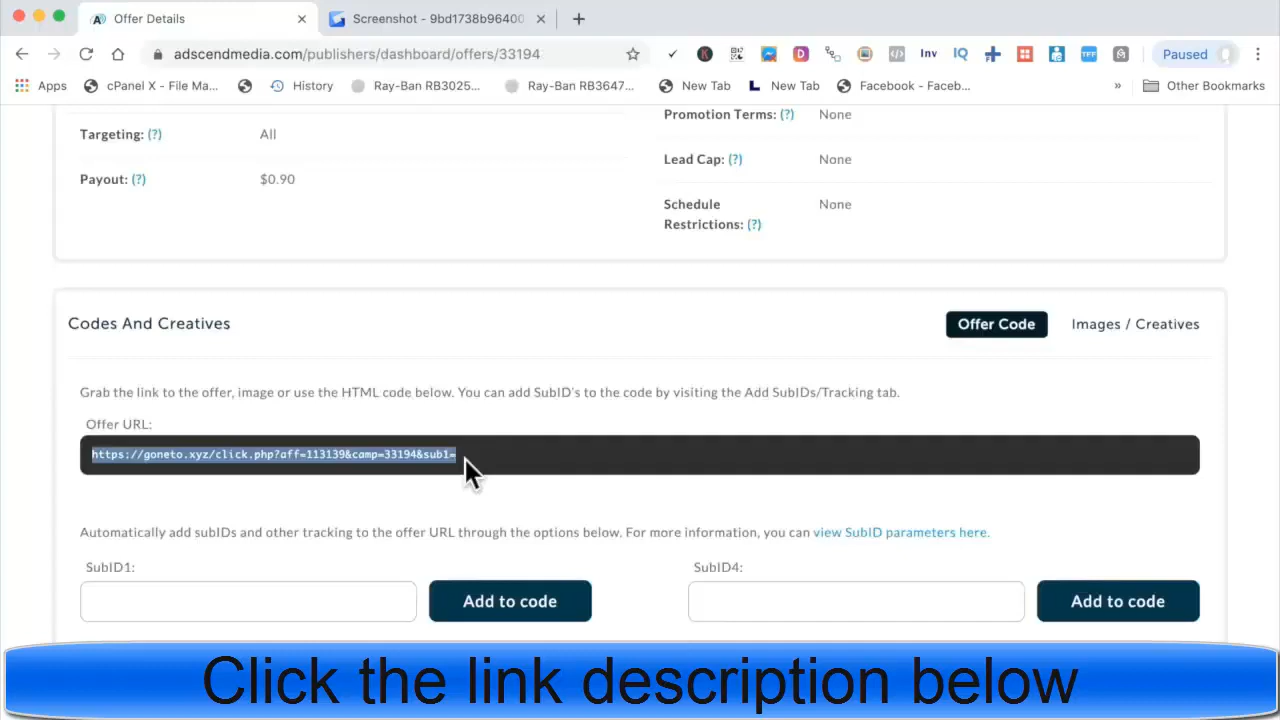 Offer Details
Screenshot - 9bd1738b96400
adscendmedia.com/publishers/dashboard/offers/33194
Inv
IQ
TFF
Paused
Apps
cPanel X - File Ma...
History
Ray-Ban RB3025...
Ray-Ban RB3647...
New Tab
New Tab
Facebook - Faceb...
»
Other Bookmarks
Targeting: (?) All
Payout: (?) $0.90
Promotion Terms: (?) None
Lead Cap: (?) None
Schedule None
Restrictions: (?)
Codes And Creatives
Offer Code
Images / Creatives
Grab the link to the offer, image or use the HTML code below. You can add SubID's to the code by visiting the Add SubIDs/Tracking tab.
Offer URL:
https://goneto.xyz/click.php?aff=113139&camp=33194&sub1=
Automatically add subIDs and other tracking to the offer URL through the options below. For more information, you can view SubID parameters here.
SubID1:
Add to code
SubID4:
Add to code
Click the link description below